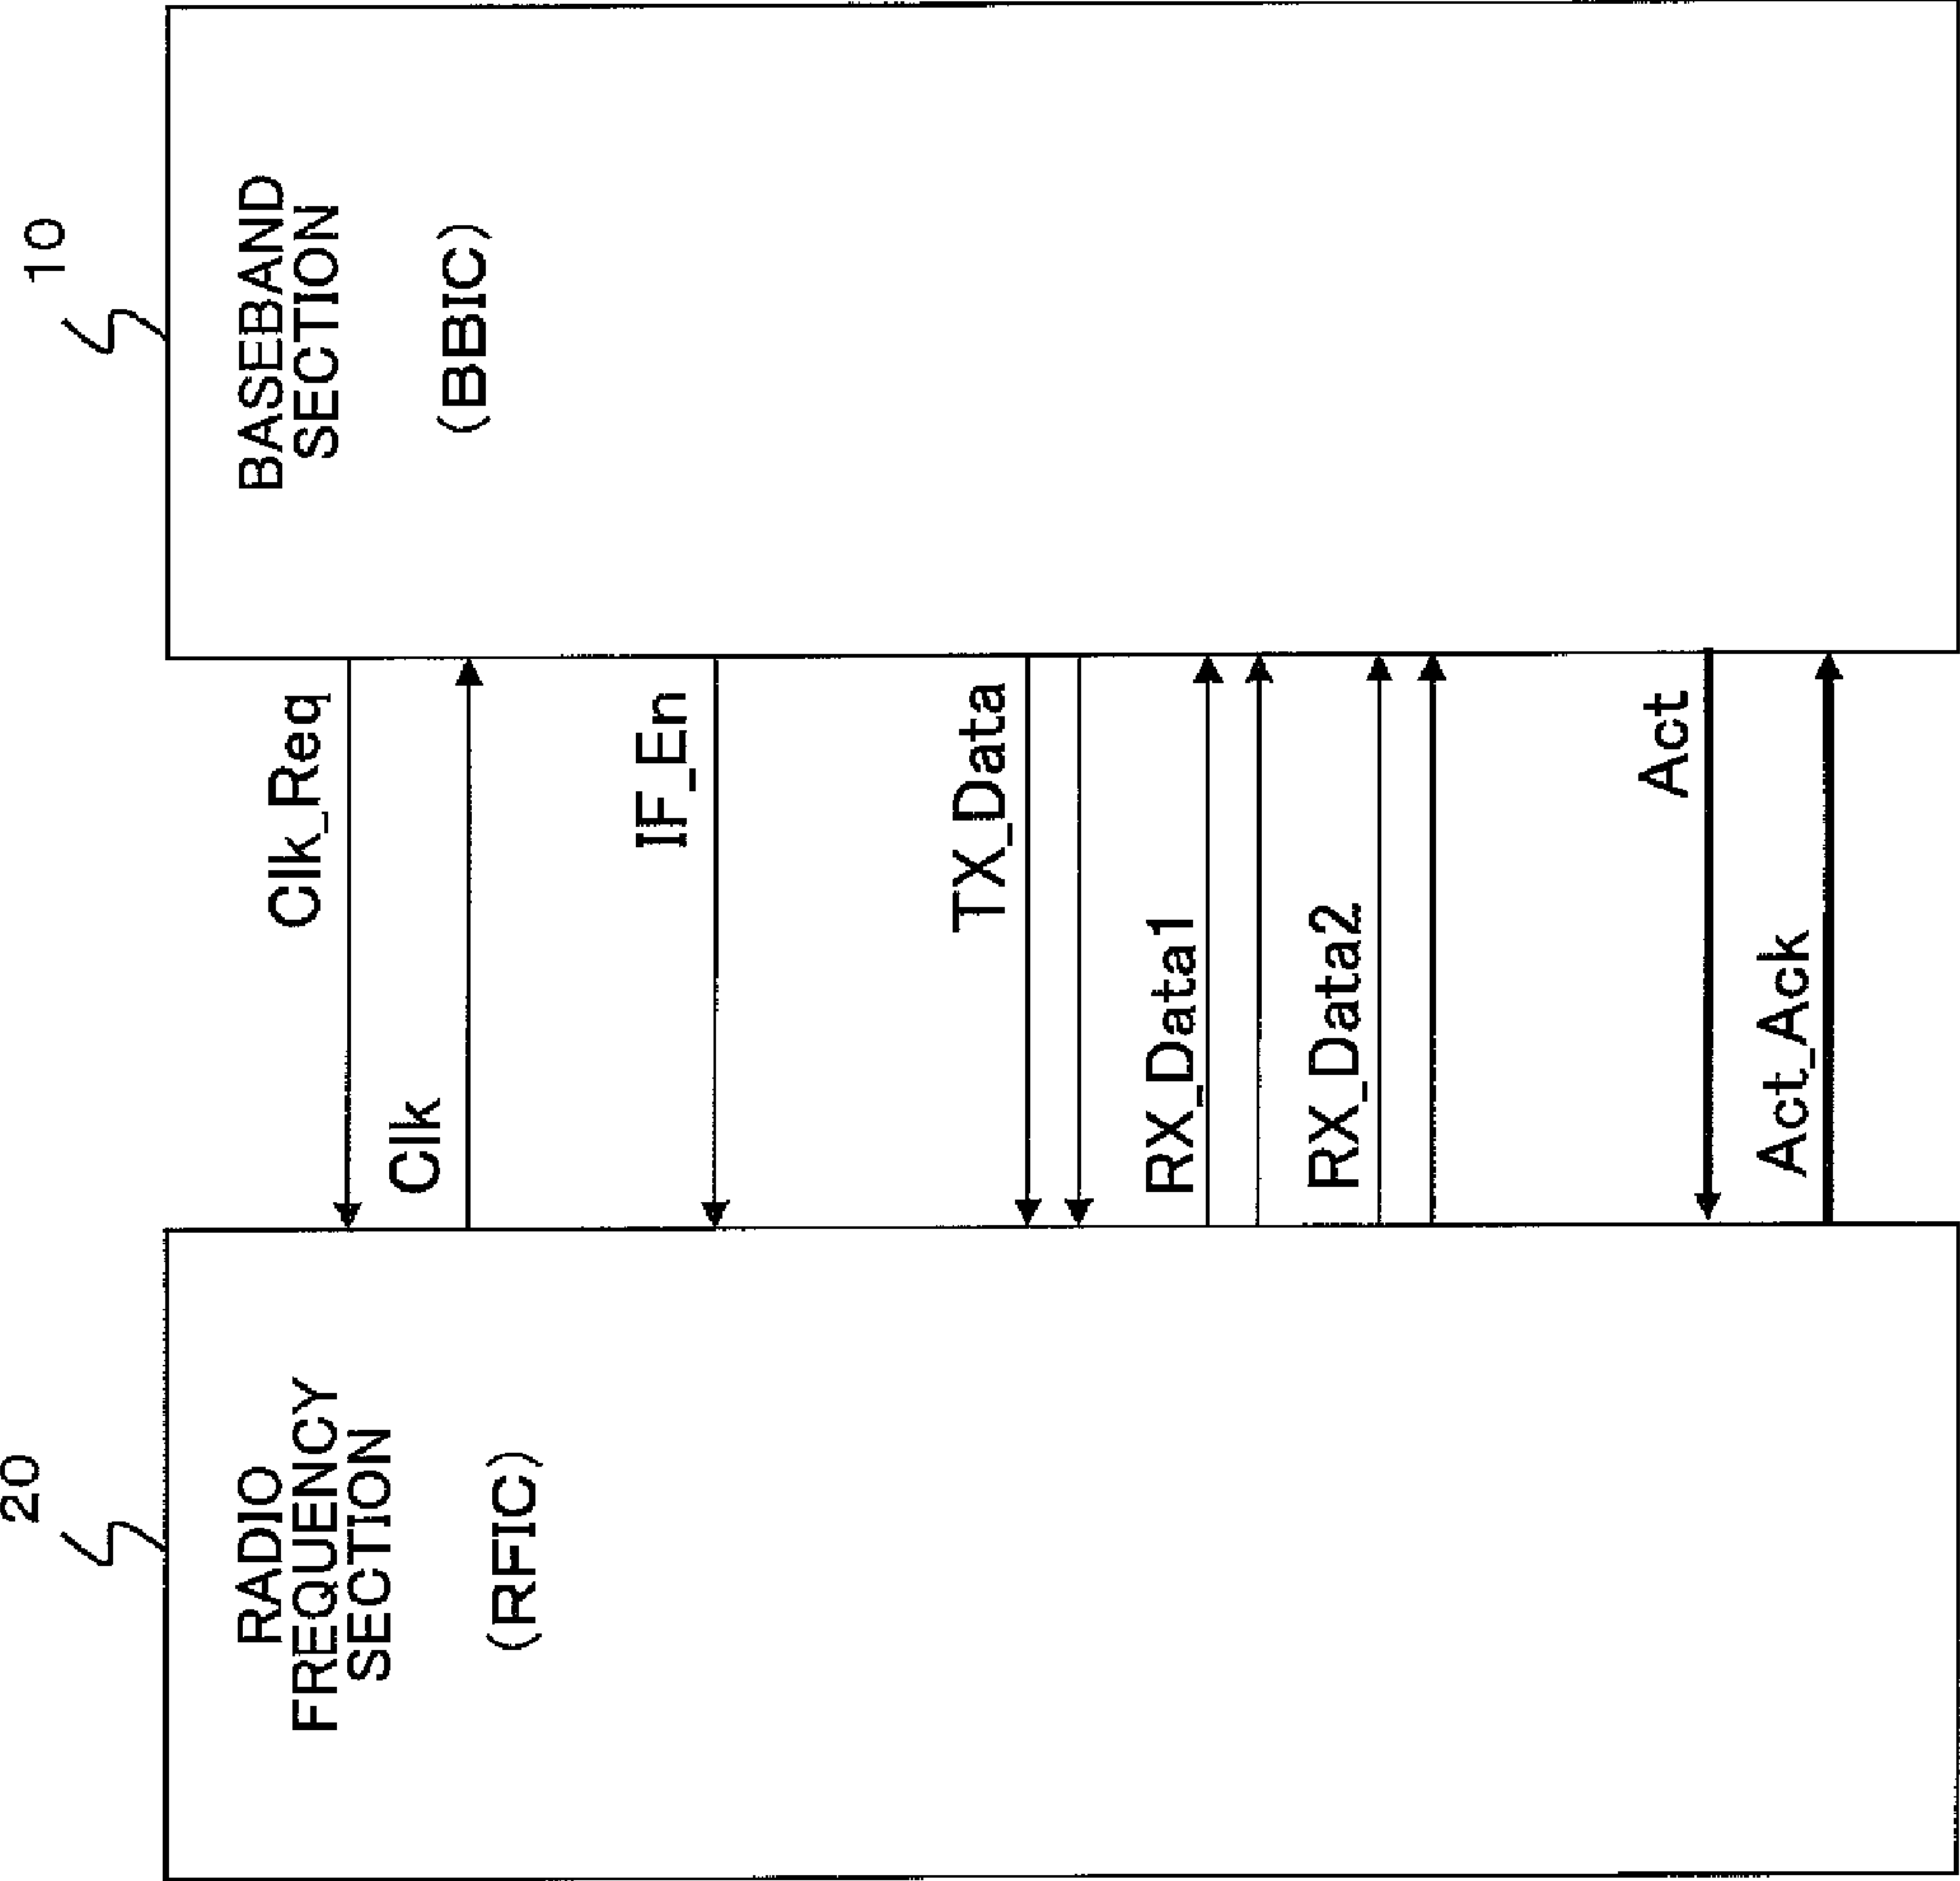 20
RADIO
FREQUENCY
SECTION
(RFIC)
10
BASEBAND
SECTION
(BBIC)
Clk_Req
Clk
IF_En
TX_Data
RX_Data1
RX_Data2
Act
Act_Ack